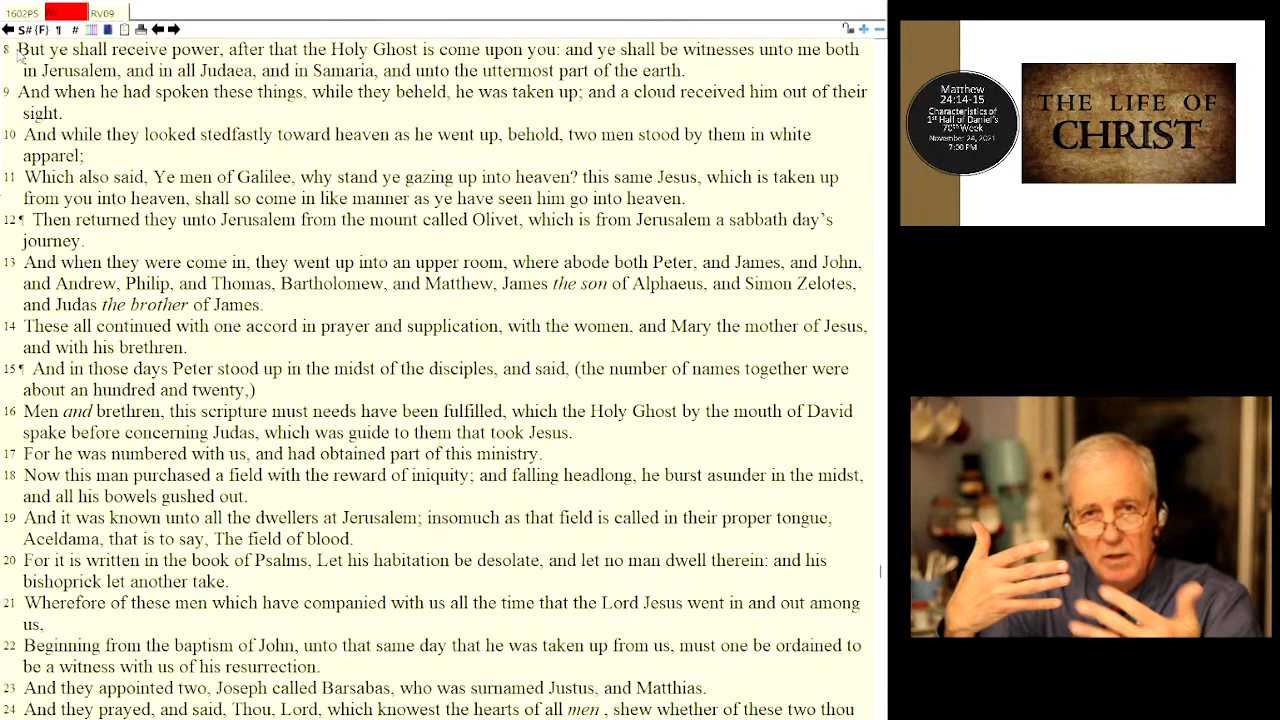 1602PS
RV09
S# {F} ¶ #
8 But ye shall receive power, after that the Holy Ghost is come upon you: and ye shall be witnesses unto me both
in Jerusalem, and in all Judaea, and in Samaria, and unto the uttermost part of the earth.
9 And when he had spoken these things, while they beheld, he was taken up; and a cloud received him out of their
sight.
10 And while they looked stedfastly toward heaven as he went up, behold, two men stood by them in white
apparel;
11 Which also said, Ye men of Galilee, why stand ye gazing up into heaven? this same Jesus, which is taken up
from you into heaven, shall so come in like manner as ye have seen him go into heaven.
12 ¶ Then returned they unto Jerusalem from the mount called Olivet, which is from Jerusalem a sabbath day's
journey.
13 And when they were come in, they went up into an upper room, where abode both Peter, and James, and John,
and Andrew, Philip, and Thomas, Bartholomew, and Matthew, James the son of Alphaeus, and Simon Zelotes,
and Judas the brother of James.
14 These all continued with one accord in prayer and supplication, with the women, and Mary the mother of Jesus,
and with his brethren.
15 ¶ And in those days Peter stood up in the midst of the disciples, and said, (the number of names together were
about an hundred and twenty,)
16 Men and brethren, this scripture must needs have been fulfilled, which the Holy Ghost by the mouth of David
spake before concerning Judas, which was guide to them that took Jesus.
17 For he was numbered with us, and had obtained part of this ministry.
18 Now this man purchased a field with the reward of iniquity; and falling headlong, he burst asunder in the midst,
and all his bowels gushed out.
19 And it was known unto all the dwellers at Jerusalem; insomuch as that field is called in their proper tongue,
Aceldama, that is to say, The field of blood.
20 For it is written in the book of Psalms, Let his habitation be desolate, and let no man dwell therein: and his
bishoprick let another take.
21 Wherefore of these men which have companied with us all the time that the Lord Jesus went in and out among
us,
22 Beginning from the baptism of John, unto that same day that he was taken up from us, must one be ordained to
be a witness with us of his resurrection.
23 And they appointed two, Joseph called Barsabas, who was surnamed Justus, and Matthias.
24 And they prayed, and said, Thou, Lord, which knowest the hearts of all men , shew whether of these two thou
Matthew
24:14-15
Characteristics of
1st Half of Daniel's
70th Week
November 24, 2021
7:00 PM
THE LIFE OF
CHRIST